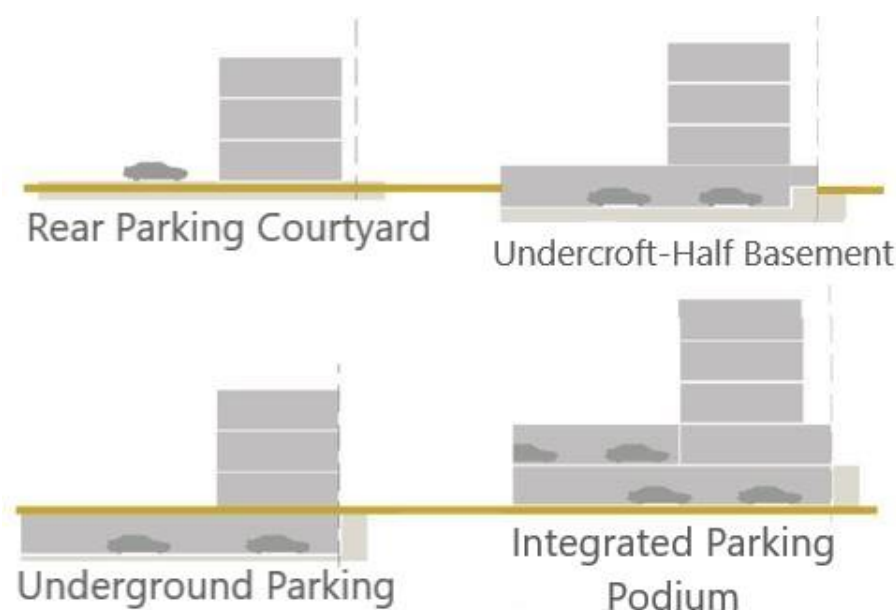 Rear Parking Courtyard
Undercroft-Half Basement
Underground Parking
Integrated Parking
Podium